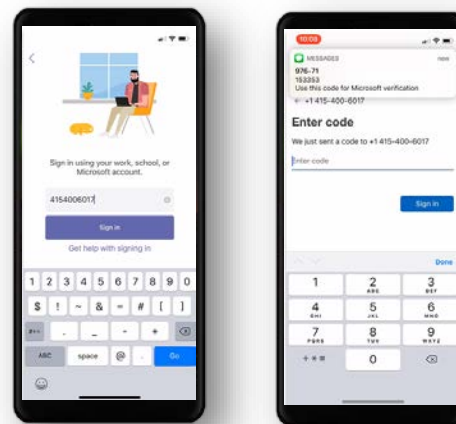 Sign in using your work, school, or
Microsoft account.
4154006017
Sign in
Get help with signing in
1 2 3 4 5 6 7 8 9 0
$ ! ~ & = # [ ]
. _ - +
ABC space @ . Go
10:08
MESSAGES now
976-71
153353
Use this code for Microsoft verification
+1 415-400-6017
Enter code
We just sent a code to +1 415-400-6017
Enter code
Sign in
Done
1 2 3
ABC DEF
4 5 6
GHI JKL MNO
7 8 9
PQRS TUV WXYZ
+ * # 0